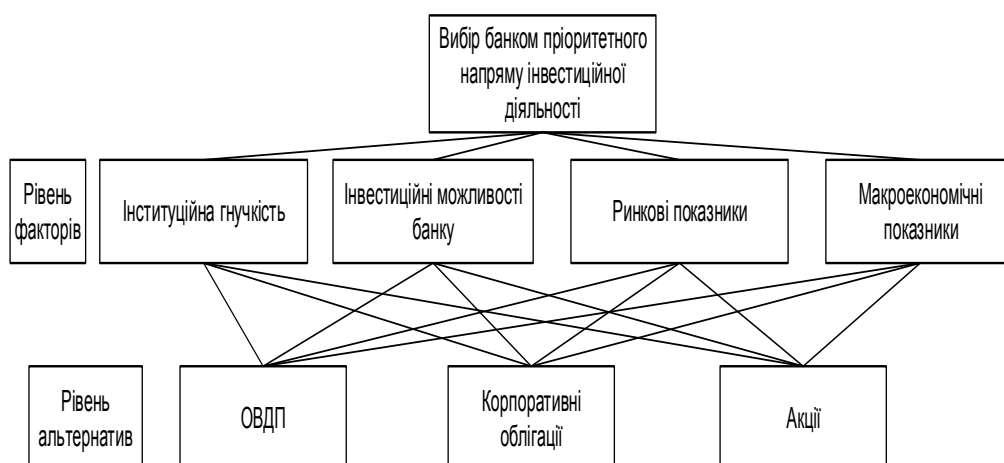 Вибір банком пріоритетного
напряму інвестиційної
діяльності
Рівень
факторів
Інституційна гнучкість
Інвестиційні можливості
банку
Ринкові показники
Макроекономічні
показники
Рівень
альтернатив
ОВДП
Корпоративні
облігації
Акції